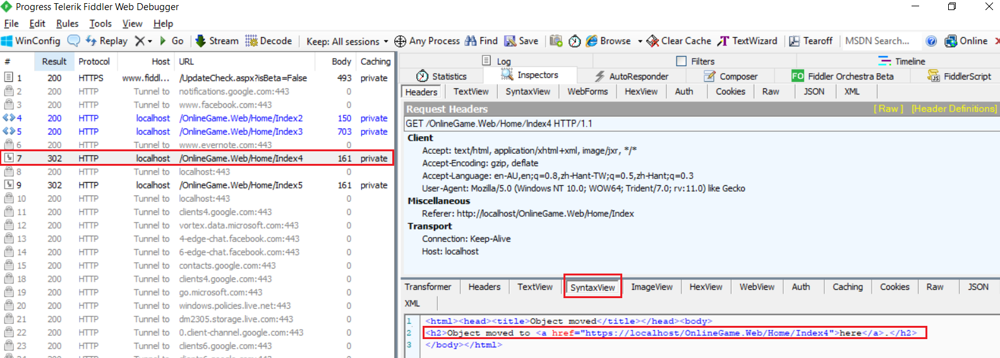 Progress Telerik Fiddler Web Debugger
File Edit Rules Tools View Help
WinConfig Replay Go Stream Decode Keep: All sessions Any Process Find Save Browse Clear Cache TextWizard Tearoff MSDN Search... Online
# Result Protocol Host URL Body Caching
1 200 HTTPS www.fiddl... /UpdateCheck.aspx?isBeta=False 493 private
2 200 HTTP Tunnel to notifications.google.com:443 0
3 200 HTTP Tunnel to www.facebook.com:443 0
4 200 HTTP localhost /OnlineGame.Web/Home/Index2 150 private
5 200 HTTP localhost /OnlineGame.Web/Home/Index3 703 private
6 200 HTTP Tunnel to www.evernote.com:443 0
7 302 HTTP localhost /OnlineGame.Web/Home/Index4 161 private
8 200 HTTP Tunnel to localhost:443 0
9 302 HTTP localhost /OnlineGame.Web/Home/Index5 161 private
10 200 HTTP Tunnel to localhost:443 0
11 200 HTTP Tunnel to clients4.google.com:443 0
12 200 HTTP Tunnel to vortex.data.microsoft.com:443 0
13 200 HTTP Tunnel to 4-edge-chat.facebook.com:443 0
14 200 HTTP Tunnel to 6-edge-chat.facebook.com:443 0
15 200 HTTP Tunnel to contacts.google.com:443 0
18 200 HTTP Tunnel to clients4.google.com:443 0
19 200 HTTP Tunnel to go.microsoft.com:443 0
20 200 HTTP Tunnel to windows.policies.live.net:443 0
21 200 HTTP Tunnel to dm2305.storage.live.com:443 0
22 200 HTTP Tunnel to 0.client-channel.google.com:443 0
23 200 HTTP Tunnel to clients6.google.com:443 0
Log Filters Timeline
Statistics Inspectors AutoResponder Composer FO Fiddler Orchestra Beta FiddlerScript
Headers TextView SyntaxView WebForms HexView Auth Cookies Raw JSON XML
Request Headers [ Raw ] [Header Definitions]
GET /OnlineGame.Web/Home/Index4 HTTP/1.1
Client
Accept: text/html, application/xhtml+xml, image/jxr, */*
Accept-Encoding: gzip, deflate
Accept-Language: en-AU,en;q=0.8,zh-Hant-TW;q=0.5,zh-Hant;q=0.3
User-Agent: Mozilla/5.0 (Windows NT 10.0; WOW64; Trident/7.0; rv:11.0) like Gecko
Miscellaneous
Referer: http://localhost/OnlineGame.Web/Home/Index
Transport
Connection: Keep-Alive
Host: localhost
Transformer Headers TextView SyntaxView ImageView HexView WebView Auth Caching Cookies Raw JSON
XML
1 <html><head><title>Object moved</title></head><body>
2 <h2>Object moved to <a href="https://localhost/OnlineGame.Web/Home/Index4">here</a>.</h2>
3 </body></html>